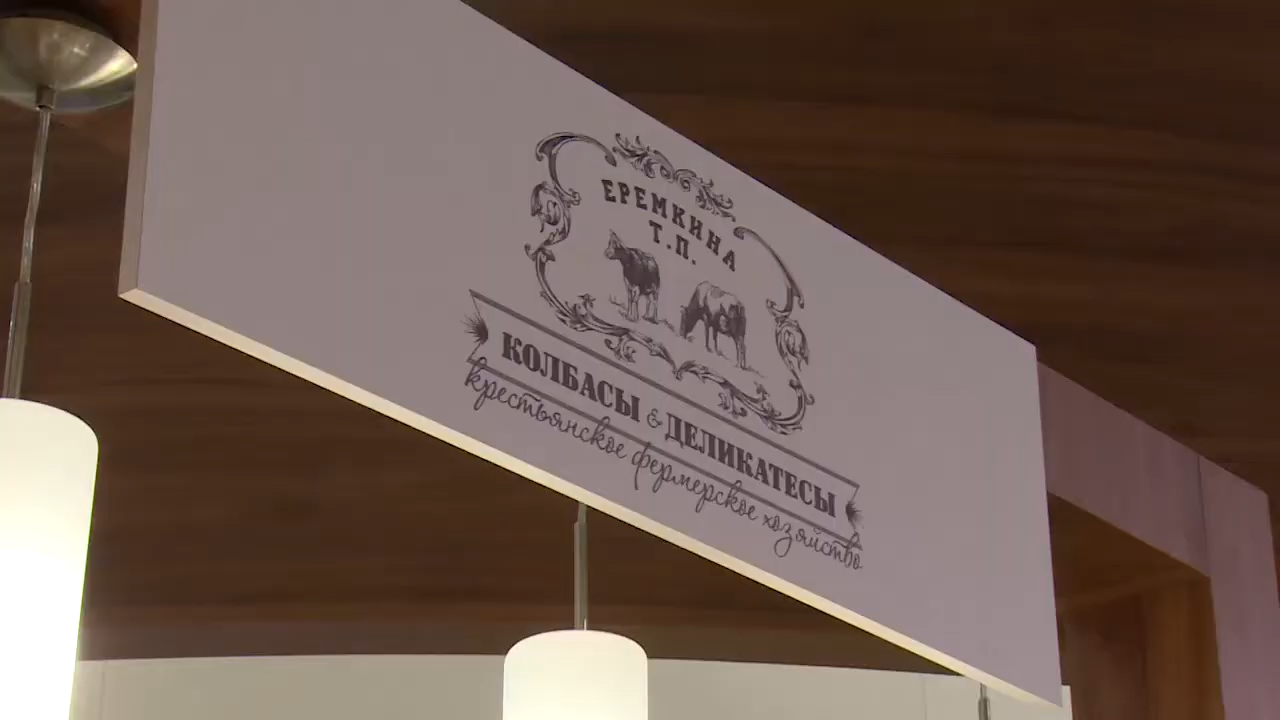 ЕРЕМКИНА
Т.П.
КОЛБАСЫ & ДЕЛИКАТЕСЫ
крестьянское фермерское хозяйство